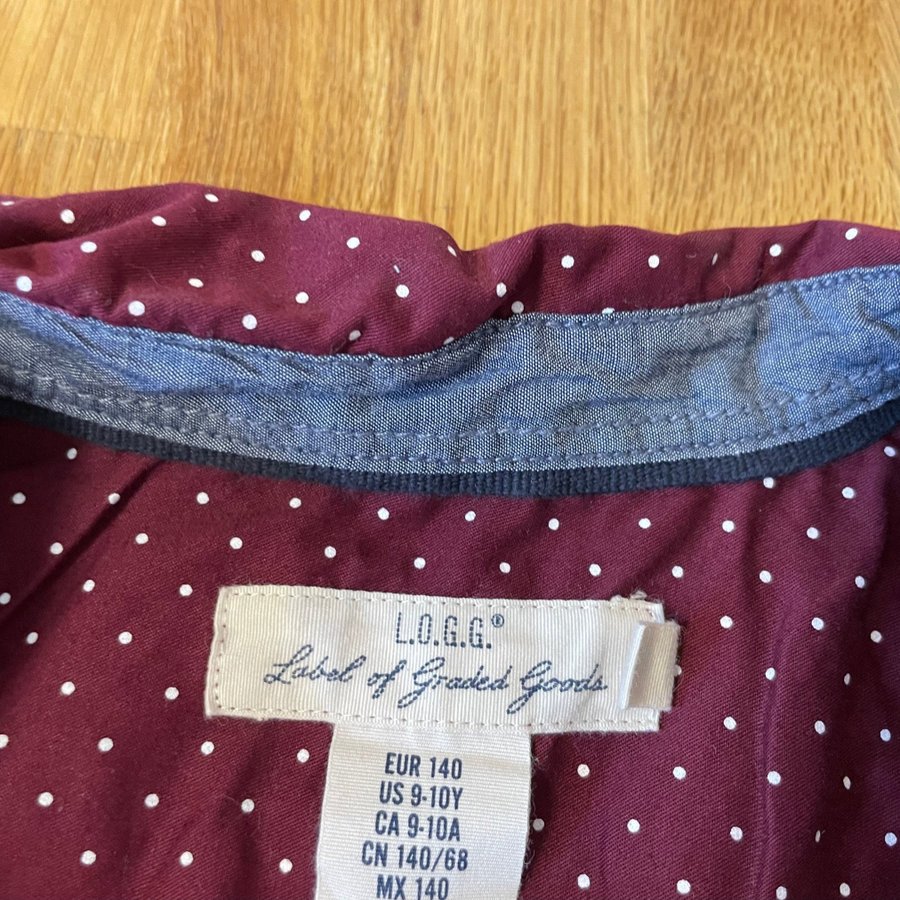 L.O.G.G.®
Label of Graded Goods
EUR 140
US 9-10Y
CA 9-10A
CN 140/68
MX 140